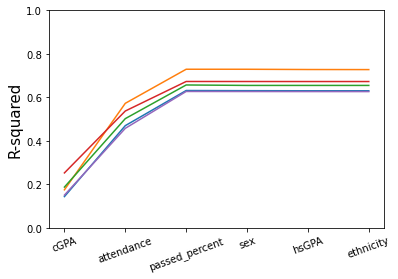 1.0
0.8
0.6
0.4
0.2
0.0
R-squared
cGPA
attendance
passed_percent
sex
hsGPA
ethnicity